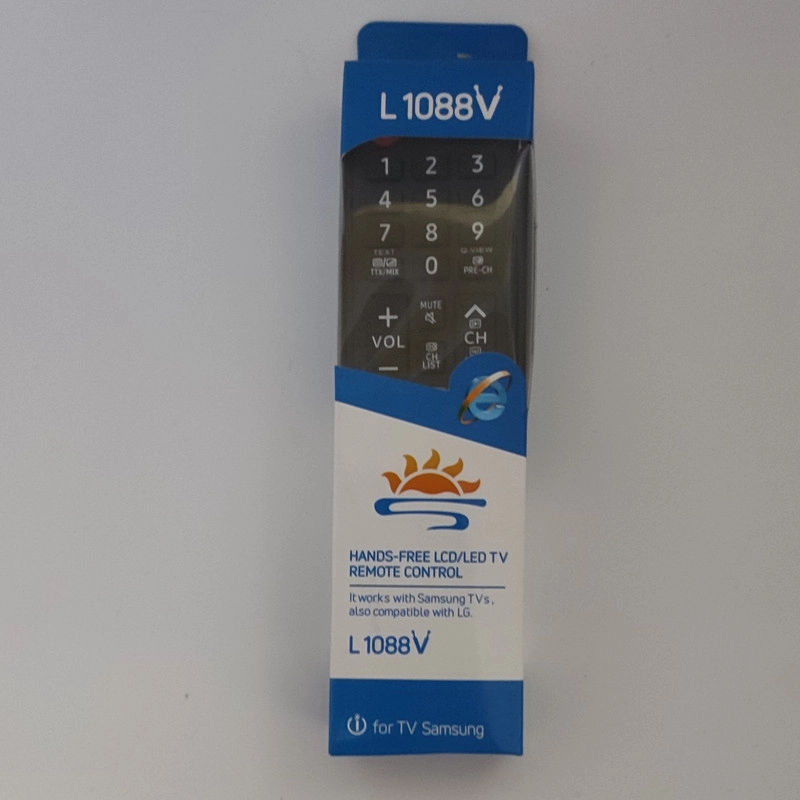 L1088V
1 2 3
4 5 6
7 8 9
TEXT Q.VIEW
TTX/MIX 0 PRE-CH
MUTE
+
VOL CH
CH
LIST
−
e
HANDS-FREE LCD/LED TV
REMOTE CONTROL
It works with Samsung TVs,
also compatible with LG.
L1088V
for TV Samsung